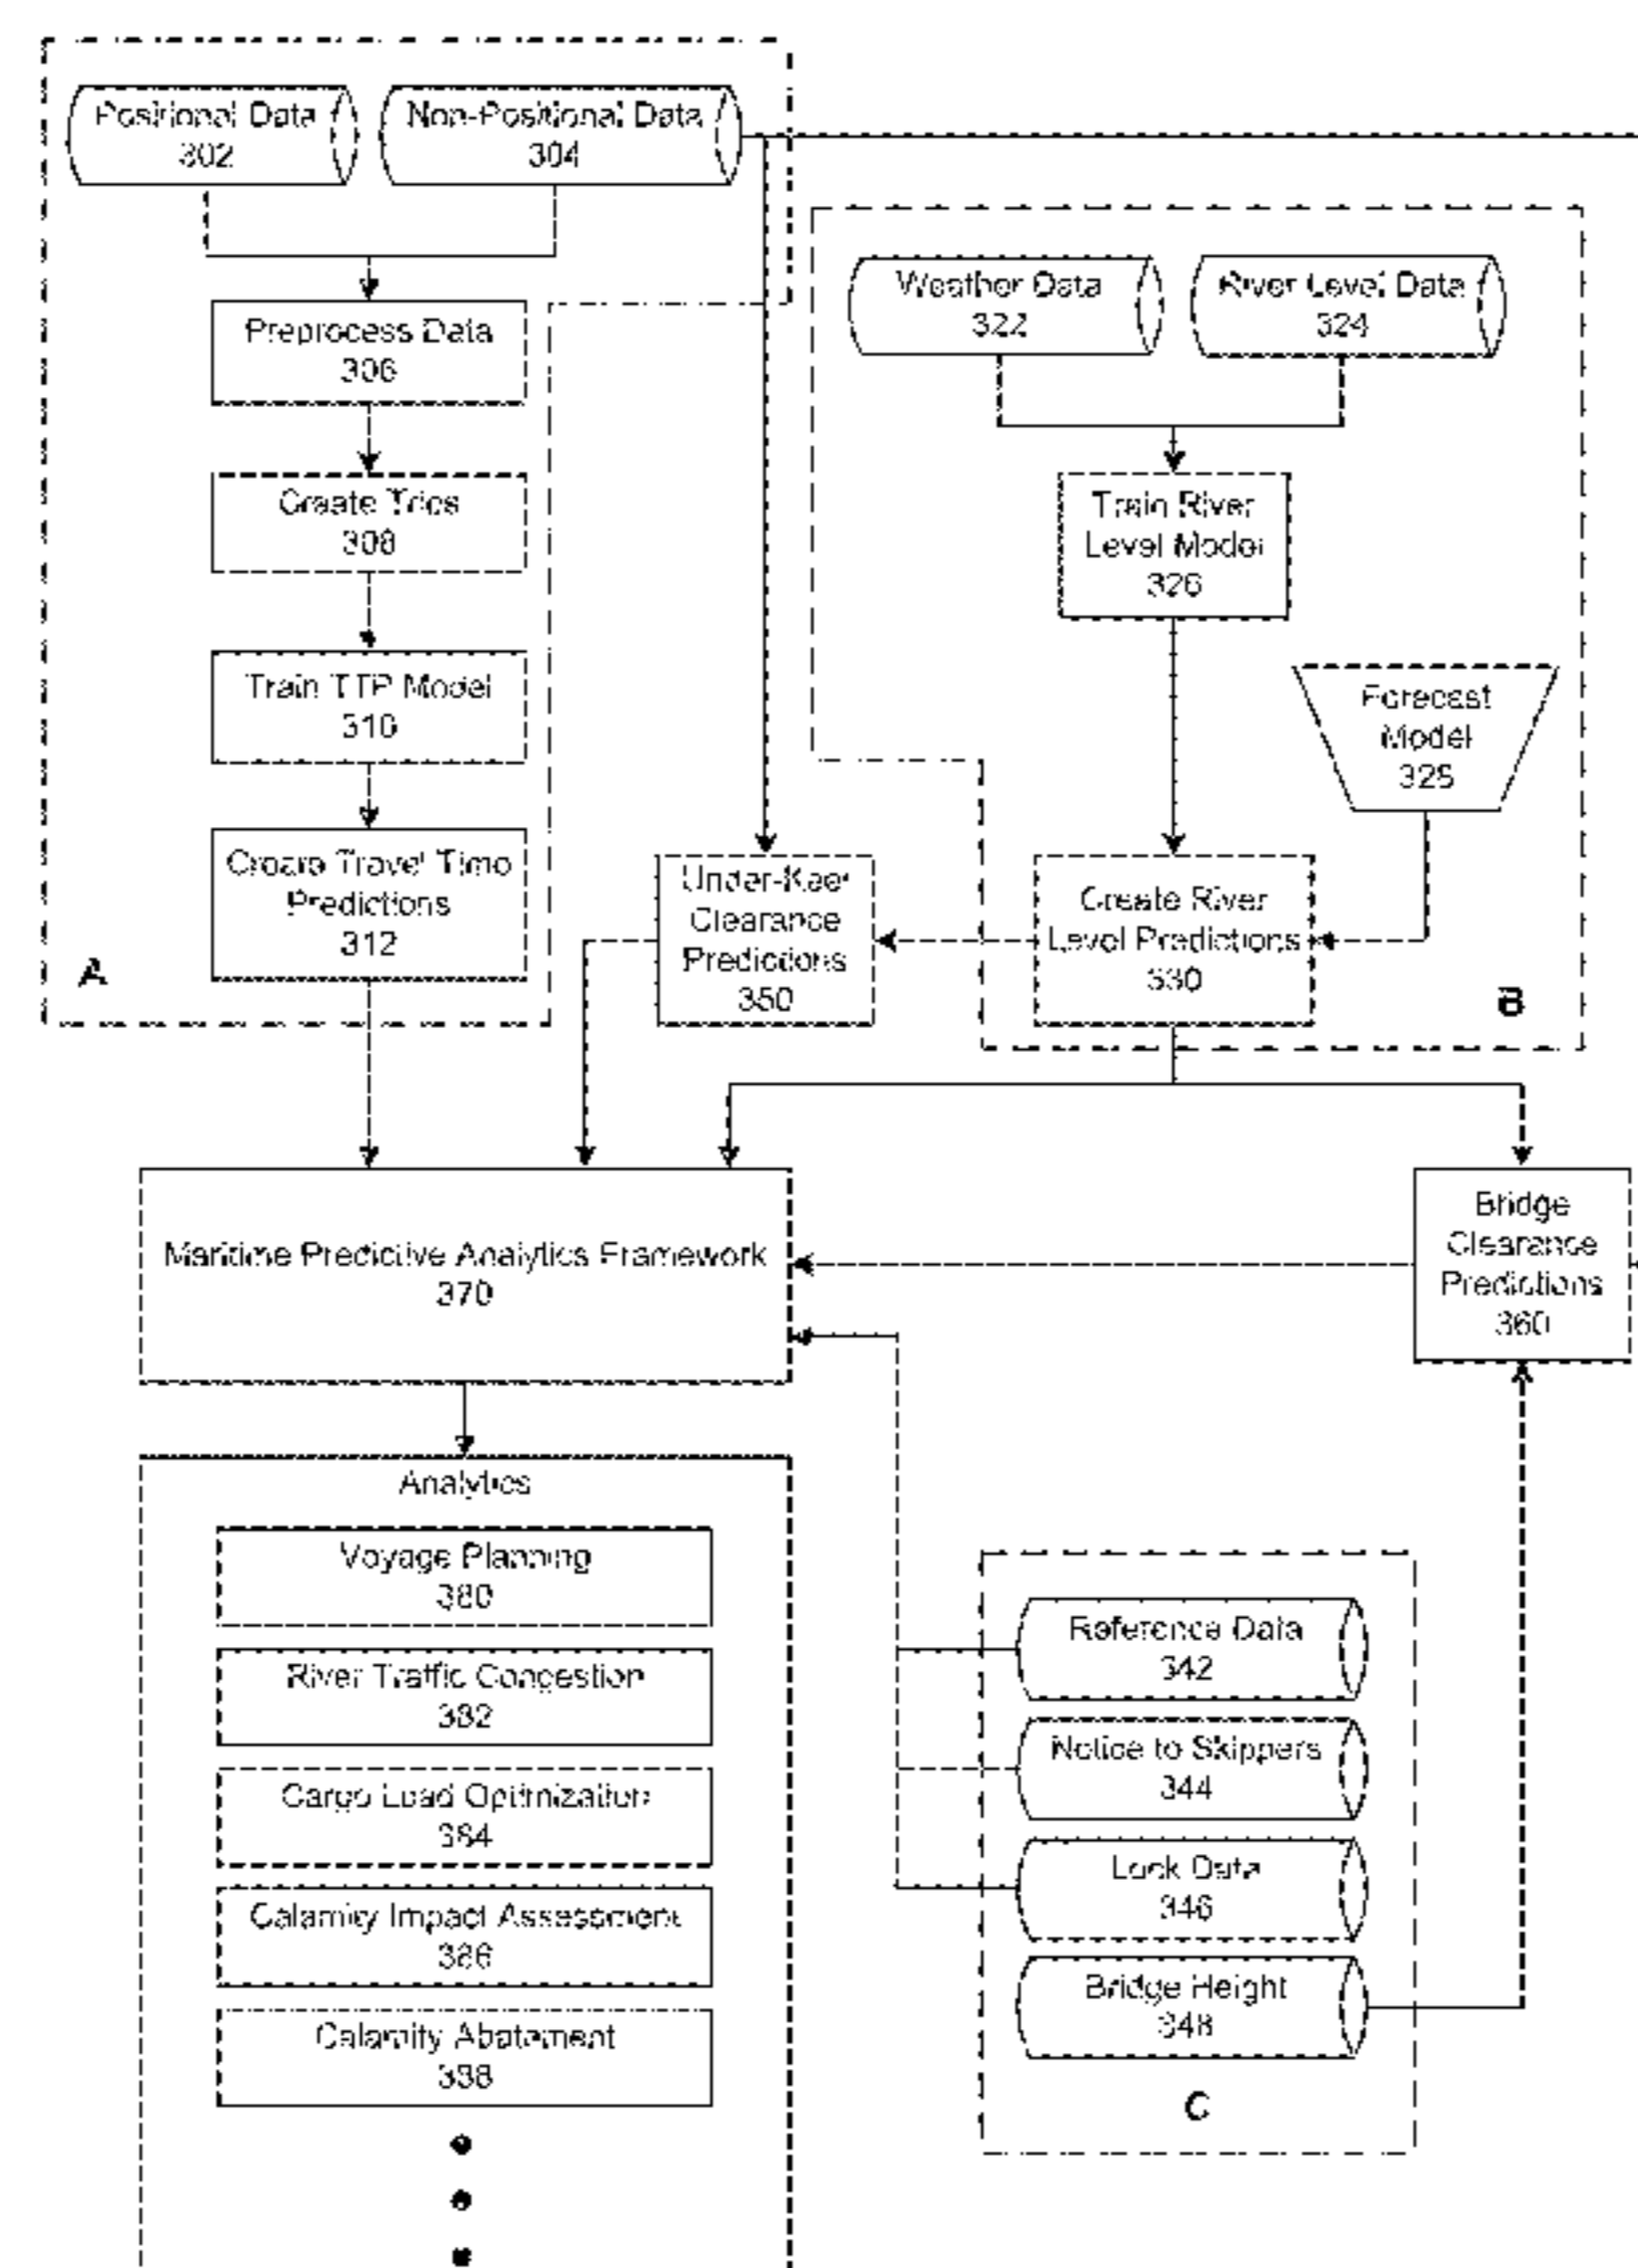 Positional Data
302
Non-Positional Data
304
Preprocess Data
306
Create Trips
308
Train TTP Model
310
Create Travel Time
Predictions
312
A
Weather Data
322
River Level Data
324
Train River
Level Model
326
Forecast
Model
328
Under-Keel
Clearance
Predictions
350
Create River
Level Predictions
330
B
Maritime Predictive Analytics Framework
370
Bridge
Clearance
Predictions
360
Analytics
Voyage Planning
380
River Traffic Congestion
382
Cargo Load Optimization
384
Calamity Impact Assessment
386
Calamity Abatement
388
Reference Data
342
Notice to Skippers
344
Lock Data
346
Bridge Height
348
C